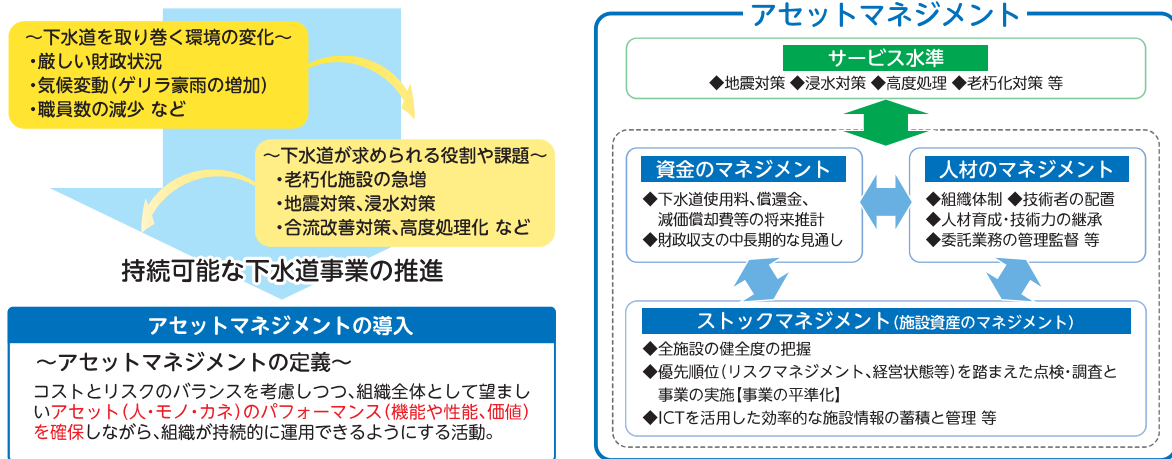 ～下水道を取り巻く環境の変化～
・厳しい財政状況
・気候変動(ゲリラ豪雨の増加)
・職員数の減少 など
～下水道が求められる役割や課題～
・老朽化施設の急増
・地震対策、浸水対策
・合流改善対策、高度処理化 など
持続可能な下水道事業の推進
アセットマネジメントの導入
～アセットマネジメントの定義～
コストとリスクのバランスを考慮しつつ、組織全体として望まし
いアセット(人・モノ・カネ)のパフォーマンス(機能や性能、価値)
を確保しながら、組織が持続的に運用できるようにする活動。
アセットマネジメント
サービス水準
◆地震対策 ◆浸水対策 ◆高度処理 ◆老朽化対策 等
資金のマネジメント
◆下水道使用料、償還金、
減価償却費等の将来推計
◆財政収支の中長期的な見通し
人材のマネジメント
◆組織体制 ◆技術者の配置
◆人材育成・技術力の継承
◆委託業務の管理監督 等
ストックマネジメント(施設資産のマネジメント)
◆全施設の健全度の把握
◆優先順位(リスクマネジメント、経営状態等)を踏まえた点検・調査と
事業の実施【事業の平準化】
◆ICTを活用した効率的な施設情報の蓄積と管理 等